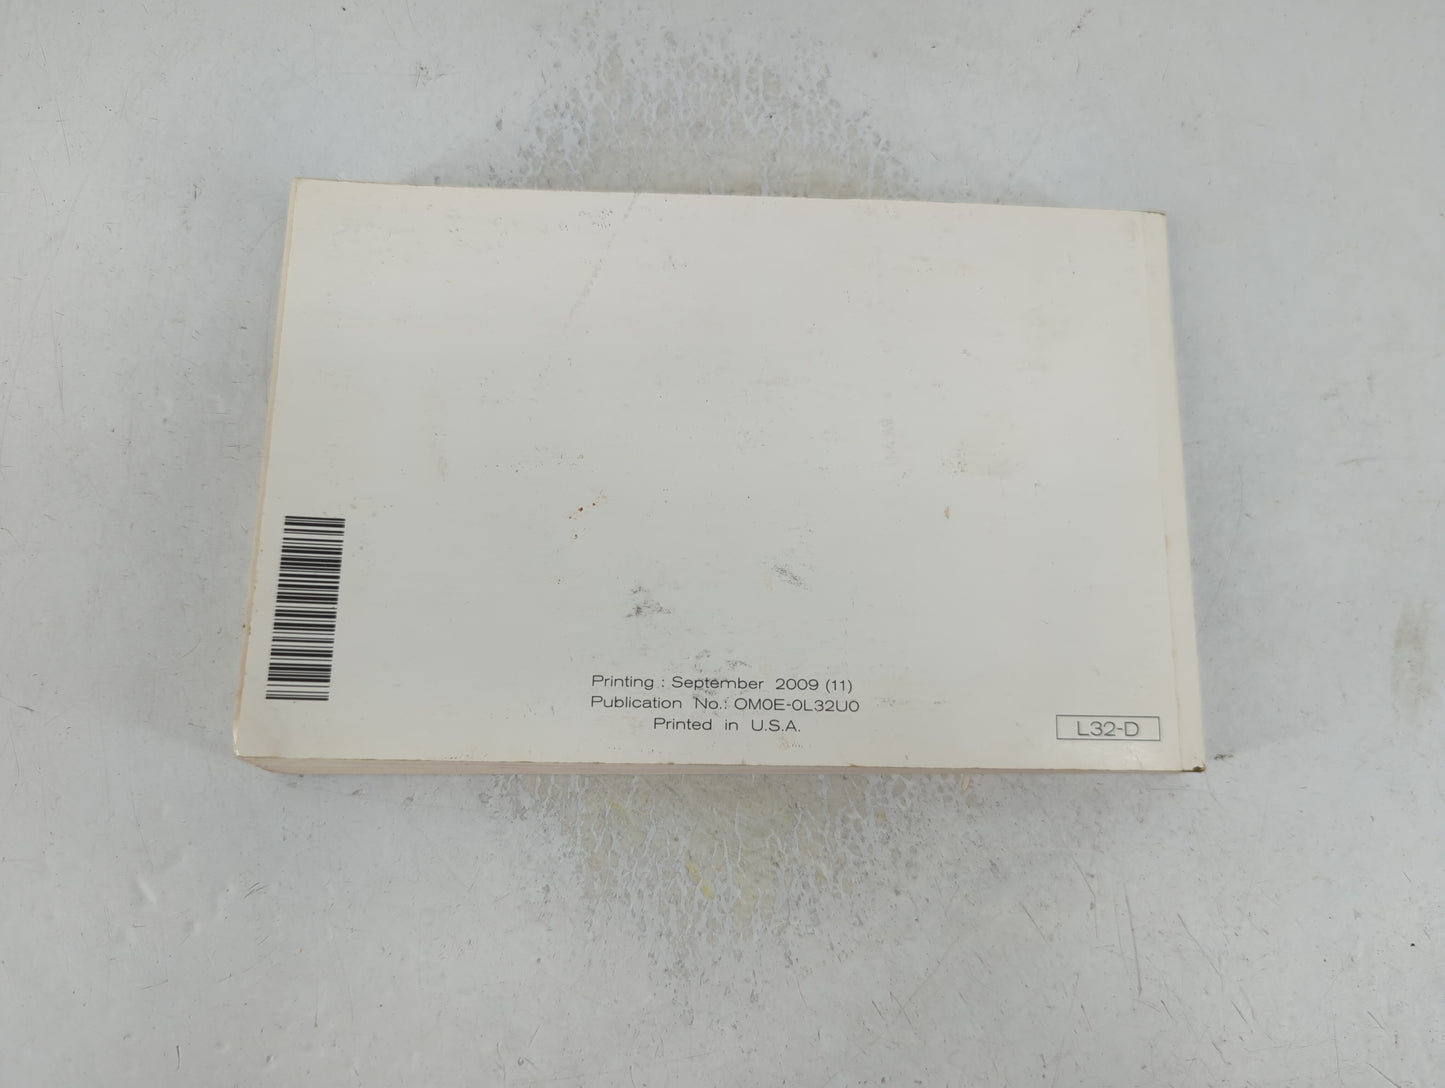 Printing : September 2009 (11)
Publication No.: OM0E-0L32U0
Printed in U.S.A.
L32-D